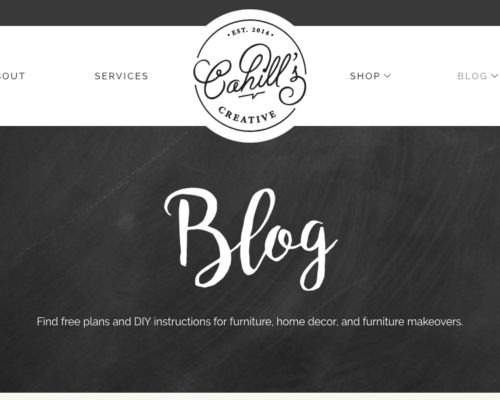 • EST. 2014 •
Cahill's
CREATIVE
SERVICES
SHOP
BLOG
Blog
Find free plans and DIY instructions for furniture, home decor, and furniture makeovers.